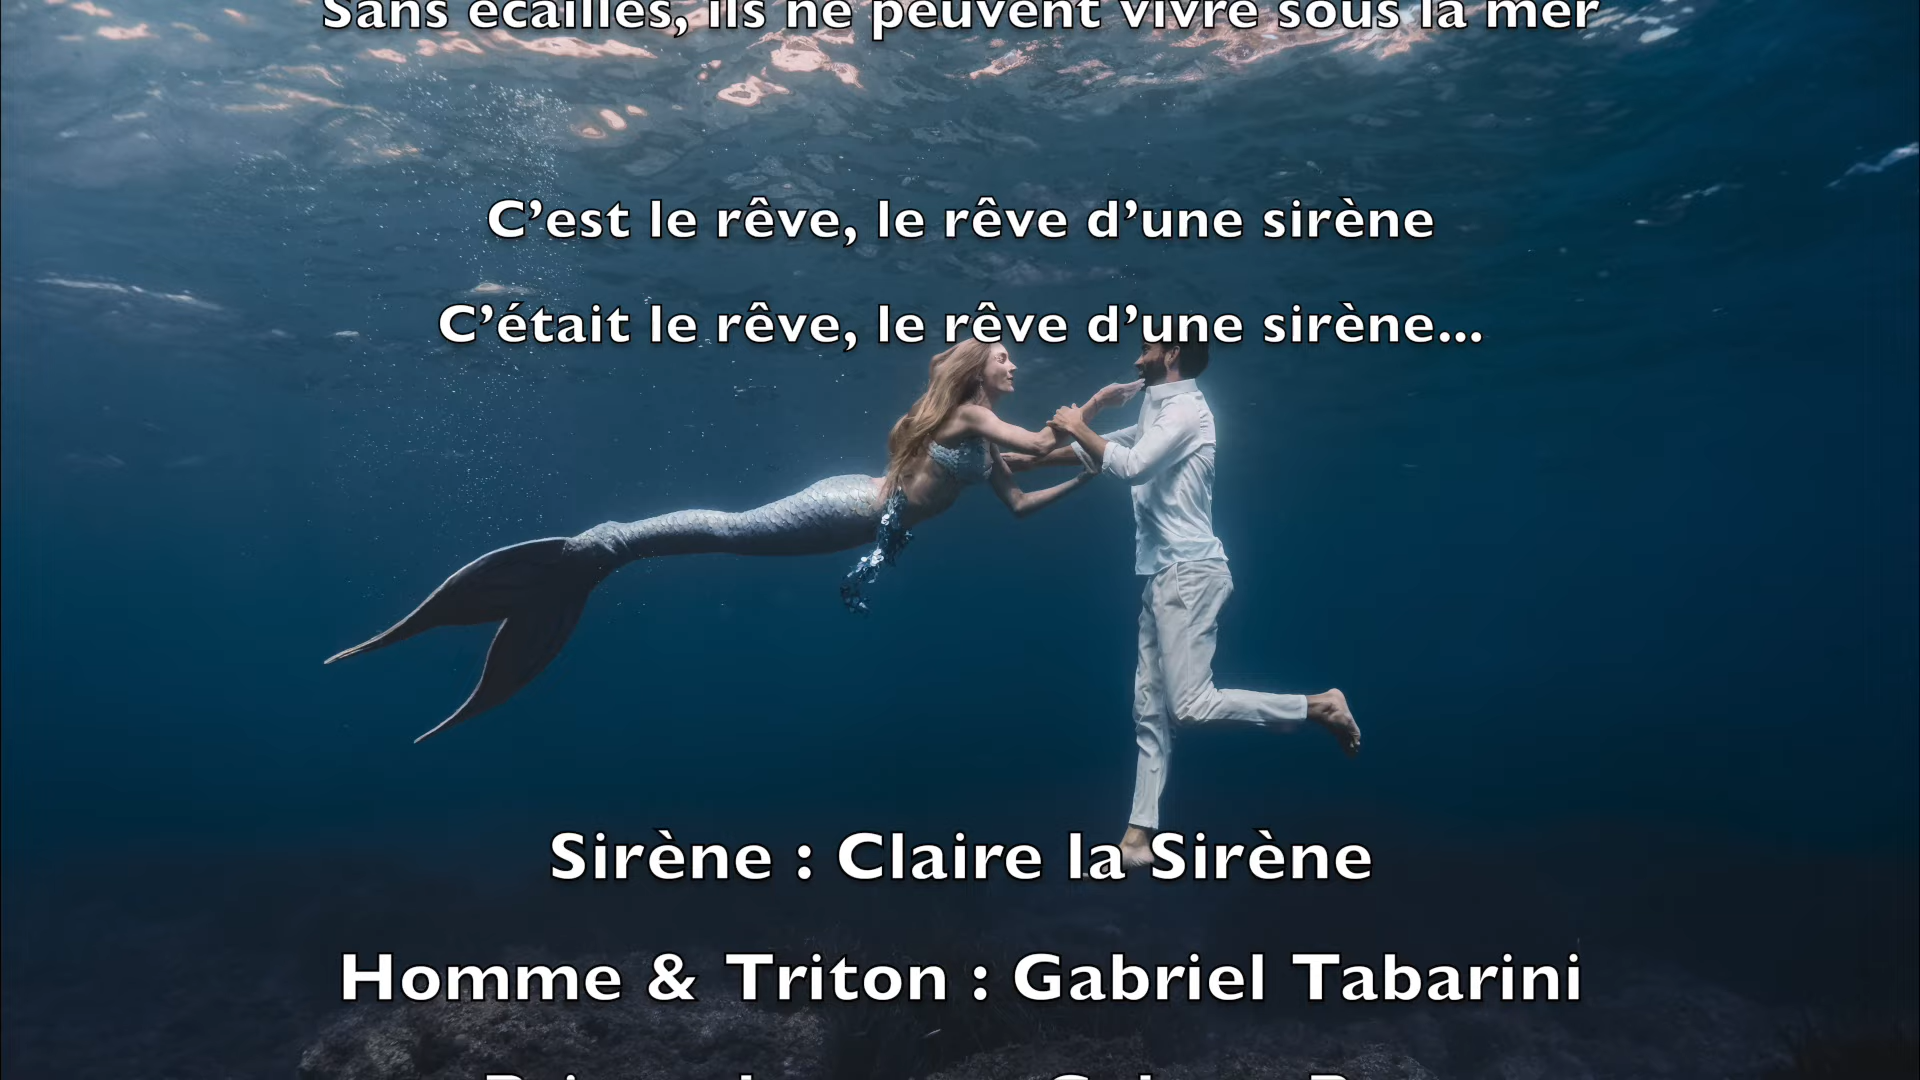 Sans écailles, ils ne peuvent vivre sous la mer
C’est le rêve, le rêve d’une sirène
C’était le rêve, le rêve d’une sirène...
Sirène : Claire la Sirène
Homme & Triton : Gabriel Tabarini